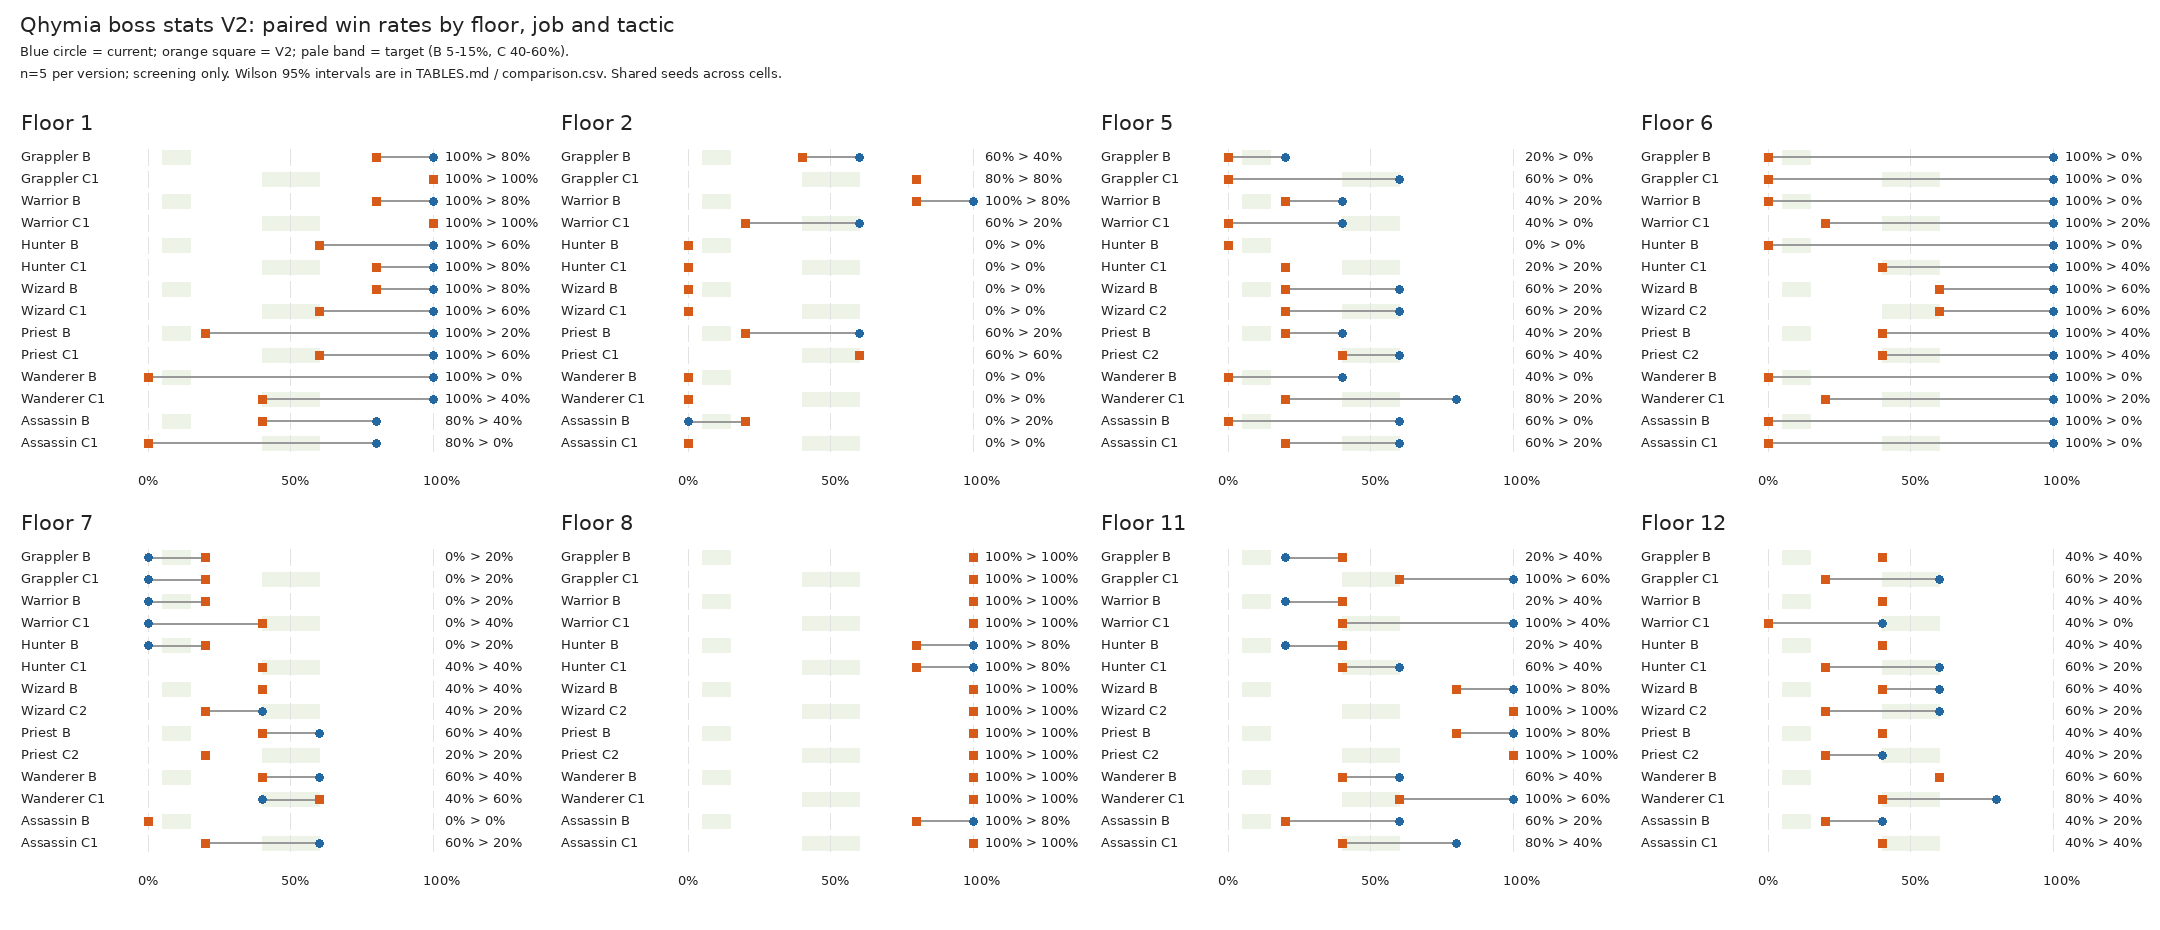 Qhymia boss stats V2: paired win rates by floor, job and tactic
Blue circle = current; orange square = V2; pale band = target (B 5-15%, C 40-60%).
n=5 per version; screening only. Wilson 95% intervals are in TABLES.md / comparison.csv. Shared seeds across cells.
Floor 1
Grappler B 100% > 80%
Grappler C1 100% > 100%
Warrior B 100% > 80%
Warrior C1 100% > 100%
Hunter B 100% > 60%
Hunter C1 100% > 80%
Wizard B 100% > 80%
Wizard C1 100% > 60%
Priest B 100% > 20%
Priest C1 100% > 60%
Wanderer B 100% > 0%
Wanderer C1 100% > 40%
Assassin B 80% > 40%
Assassin C1 80% > 0%
0% 50% 100%
Floor 2
Grappler B 60% > 40%
Grappler C1 80% > 80%
Warrior B 100% > 80%
Warrior C1 60% > 20%
Hunter B 0% > 0%
Hunter C1 0% > 0%
Wizard B 0% > 0%
Wizard C1 0% > 0%
Priest B 60% > 20%
Priest C1 60% > 60%
Wanderer B 0% > 0%
Wanderer C1 0% > 0%
Assassin B 0% > 20%
Assassin C1 0% > 0%
0% 50% 100%
Floor 5
Grappler B 20% > 0%
Grappler C1 60% > 0%
Warrior B 40% > 20%
Warrior C1 40% > 0%
Hunter B 0% > 0%
Hunter C1 20% > 20%
Wizard B 60% > 20%
Wizard C2 60% > 20%
Priest B 40% > 20%
Priest C2 60% > 40%
Wanderer B 40% > 0%
Wanderer C1 80% > 20%
Assassin B 60% > 0%
Assassin C1 60% > 20%
0% 50% 100%
Floor 6
Grappler B 100% > 0%
Grappler C1 100% > 0%
Warrior B 100% > 0%
Warrior C1 100% > 20%
Hunter B 100% > 0%
Hunter C1 100% > 40%
Wizard B 100% > 60%
Wizard C2 100% > 60%
Priest B 100% > 40%
Priest C2 100% > 40%
Wanderer B 100% > 0%
Wanderer C1 100% > 20%
Assassin B 100% > 0%
Assassin C1 100% > 0%
0% 50% 100%
Floor 7
Grappler B 0% > 20%
Grappler C1 0% > 20%
Warrior B 0% > 20%
Warrior C1 0% > 40%
Hunter B 0% > 20%
Hunter C1 40% > 40%
Wizard B 40% > 40%
Wizard C2 40% > 20%
Priest B 60% > 40%
Priest C2 20% > 20%
Wanderer B 60% > 40%
Wanderer C1 40% > 60%
Assassin B 0% > 0%
Assassin C1 60% > 20%
0% 50% 100%
Floor 8
Grappler B 100% > 100%
Grappler C1 100% > 100%
Warrior B 100% > 100%
Warrior C1 100% > 100%
Hunter B 100% > 80%
Hunter C1 100% > 80%
Wizard B 100% > 100%
Wizard C2 100% > 100%
Priest B 100% > 100%
Priest C2 100% > 100%
Wanderer B 100% > 100%
Wanderer C1 100% > 100%
Assassin B 100% > 80%
Assassin C1 100% > 100%
0% 50% 100%
Floor 11
Grappler B 20% > 40%
Grappler C1 100% > 60%
Warrior B 20% > 40%
Warrior C1 100% > 40%
Hunter B 20% > 40%
Hunter C1 60% > 40%
Wizard B 100% > 80%
Wizard C2 100% > 100%
Priest B 100% > 80%
Priest C2 100% > 100%
Wanderer B 60% > 40%
Wanderer C1 100% > 60%
Assassin B 60% > 20%
Assassin C1 80% > 40%
0% 50% 100%
Floor 12
Grappler B 40% > 40%
Grappler C1 60% > 20%
Warrior B 40% > 40%
Warrior C1 40% > 0%
Hunter B 40% > 40%
Hunter C1 60% > 20%
Wizard B 60% > 40%
Wizard C2 60% > 20%
Priest B 40% > 40%
Priest C2 40% > 20%
Wanderer B 60% > 60%
Wanderer C1 80% > 40%
Assassin B 40% > 20%
Assassin C1 40% > 40%
0% 50% 100%